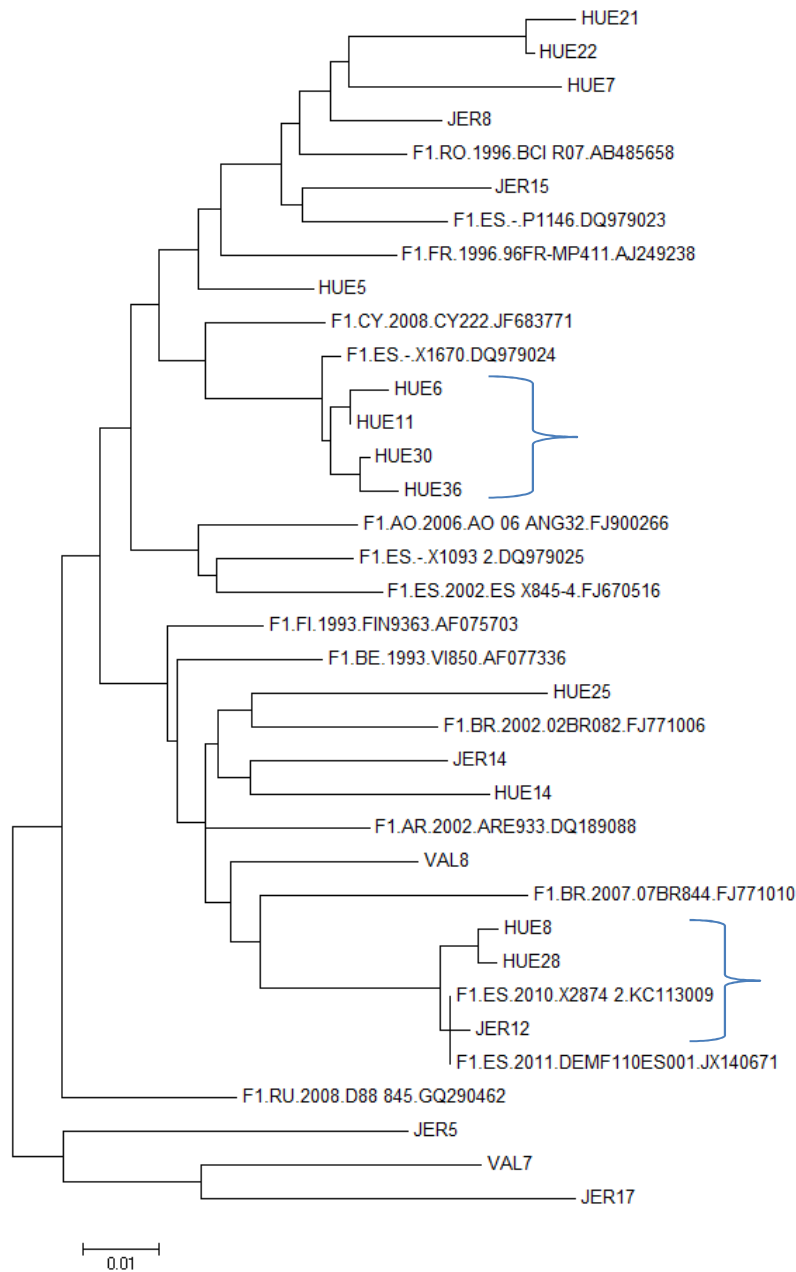 HUE21
HUE22
HUE7
JER8
F1.RO.1996.BCI R07.AB485658
JER15
F1.ES.-.P1146.DQ979023
F1.FR.1996.96FR-MP411.AJ249238
HUE5
F1.CY.2008.CY222.JF683771
F1.ES.-.X1670.DQ979024
HUE6
HUE11
HUE30
HUE36
F1.AO.2006.AO 06 ANG32.FJ900266
F1.ES.-.X1093 2.DQ979025
F1.ES.2002.ES X845-4.FJ670516
F1.FI.1993.FIN9363.AF075703
F1.BE.1993.VI850.AF077336
HUE25
F1.BR.2002.02BR082.FJ771006
JER14
HUE14
F1.AR.2002.ARE933.DQ189088
VAL8
F1.BR.2007.07BR844.FJ771010
HUE8
HUE28
F1.ES.2010.X2874 2.KC113009
JER12
F1.ES.2011.DEMF110ES001.JX140671
F1.RU.2008.D88 845.GQ290462
JER5
VAL7
JER17
0.01